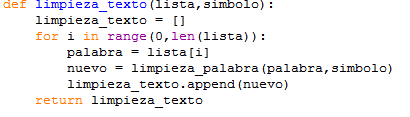 def limpieza_texto(lista,simbolo):
    limpieza_texto = []
    for i in range(0,len(lista)):
        palabra = lista[i]
        nuevo = limpieza_palabra(palabra,simbolo)
        limpieza_texto.append(nuevo)
    return limpieza_texto